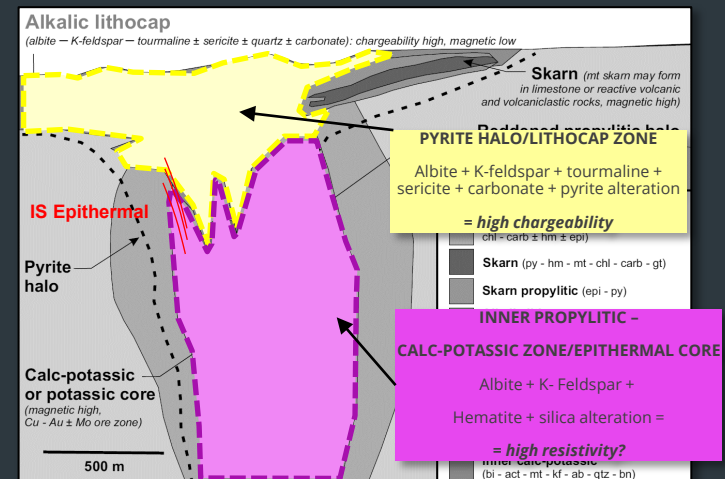 Alkalic lithocap
(albite – K-feldspar – tourmaline ± sericite ± quartz ± carbonate): chargeability high, magnetic low
Skarn (mt skarn may form
in limestone or reactive volcanic
and volcaniclastic rocks, magnetic high)
Reddened propylitic halo
PYRITE HALO/LITHOCAP ZONE
Albite + K-feldspar + tourmaline +
sericite + carbonate + pyrite alteration
= high chargeability
chl - carb ± hm ± epi)
IS Epithermal
Pyrite
halo
Skarn (py - hm - mt - chl - carb - gt)
Skarn propylitic (epi - py)
INNER PROPYLITIC –
CALC-POTASSIC ZONE/EPITHERMAL CORE
Albite + K- Feldspar +
Hematite + silica alteration =
= high resistivity?
Calc-potassic
or potassic core
(magnetic high,
Cu - Au ± Mo ore zone)
500 m
Inner calc-potassic
(bi - act - mt - kf - ab - qtz - bn)